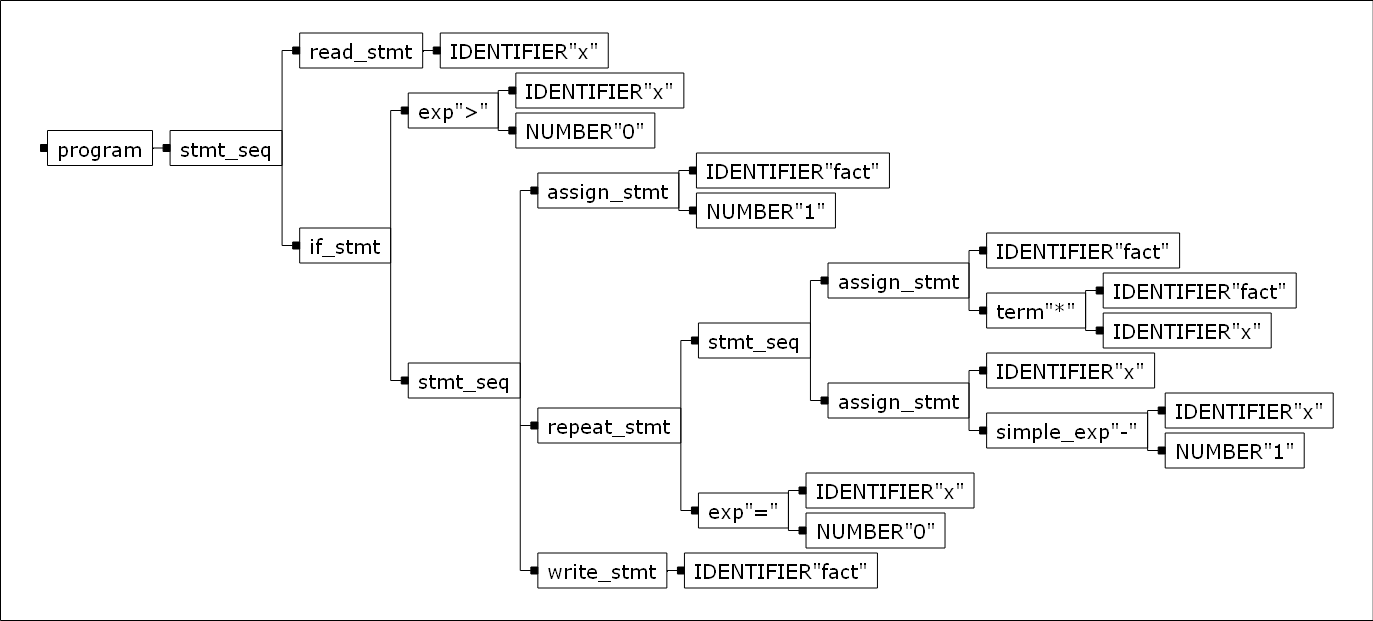 read_stmt IDENTIFIER"x"
IDENTIFIER"x"
exp">"
NUMBER"0"
program stmt_seq
IDENTIFIER"fact"
assign_stmt
NUMBER"1"
if_stmt
IDENTIFIER"fact"
assign_stmt
IDENTIFIER"fact"
term"*"
IDENTIFIER"x"
stmt_seq
IDENTIFIER"x"
stmt_seq
assign_stmt
IDENTIFIER"x"
repeat_stmt
simple_exp"-"
NUMBER"1"
IDENTIFIER"x"
exp"="
NUMBER"0"
write_stmt IDENTIFIER"fact"